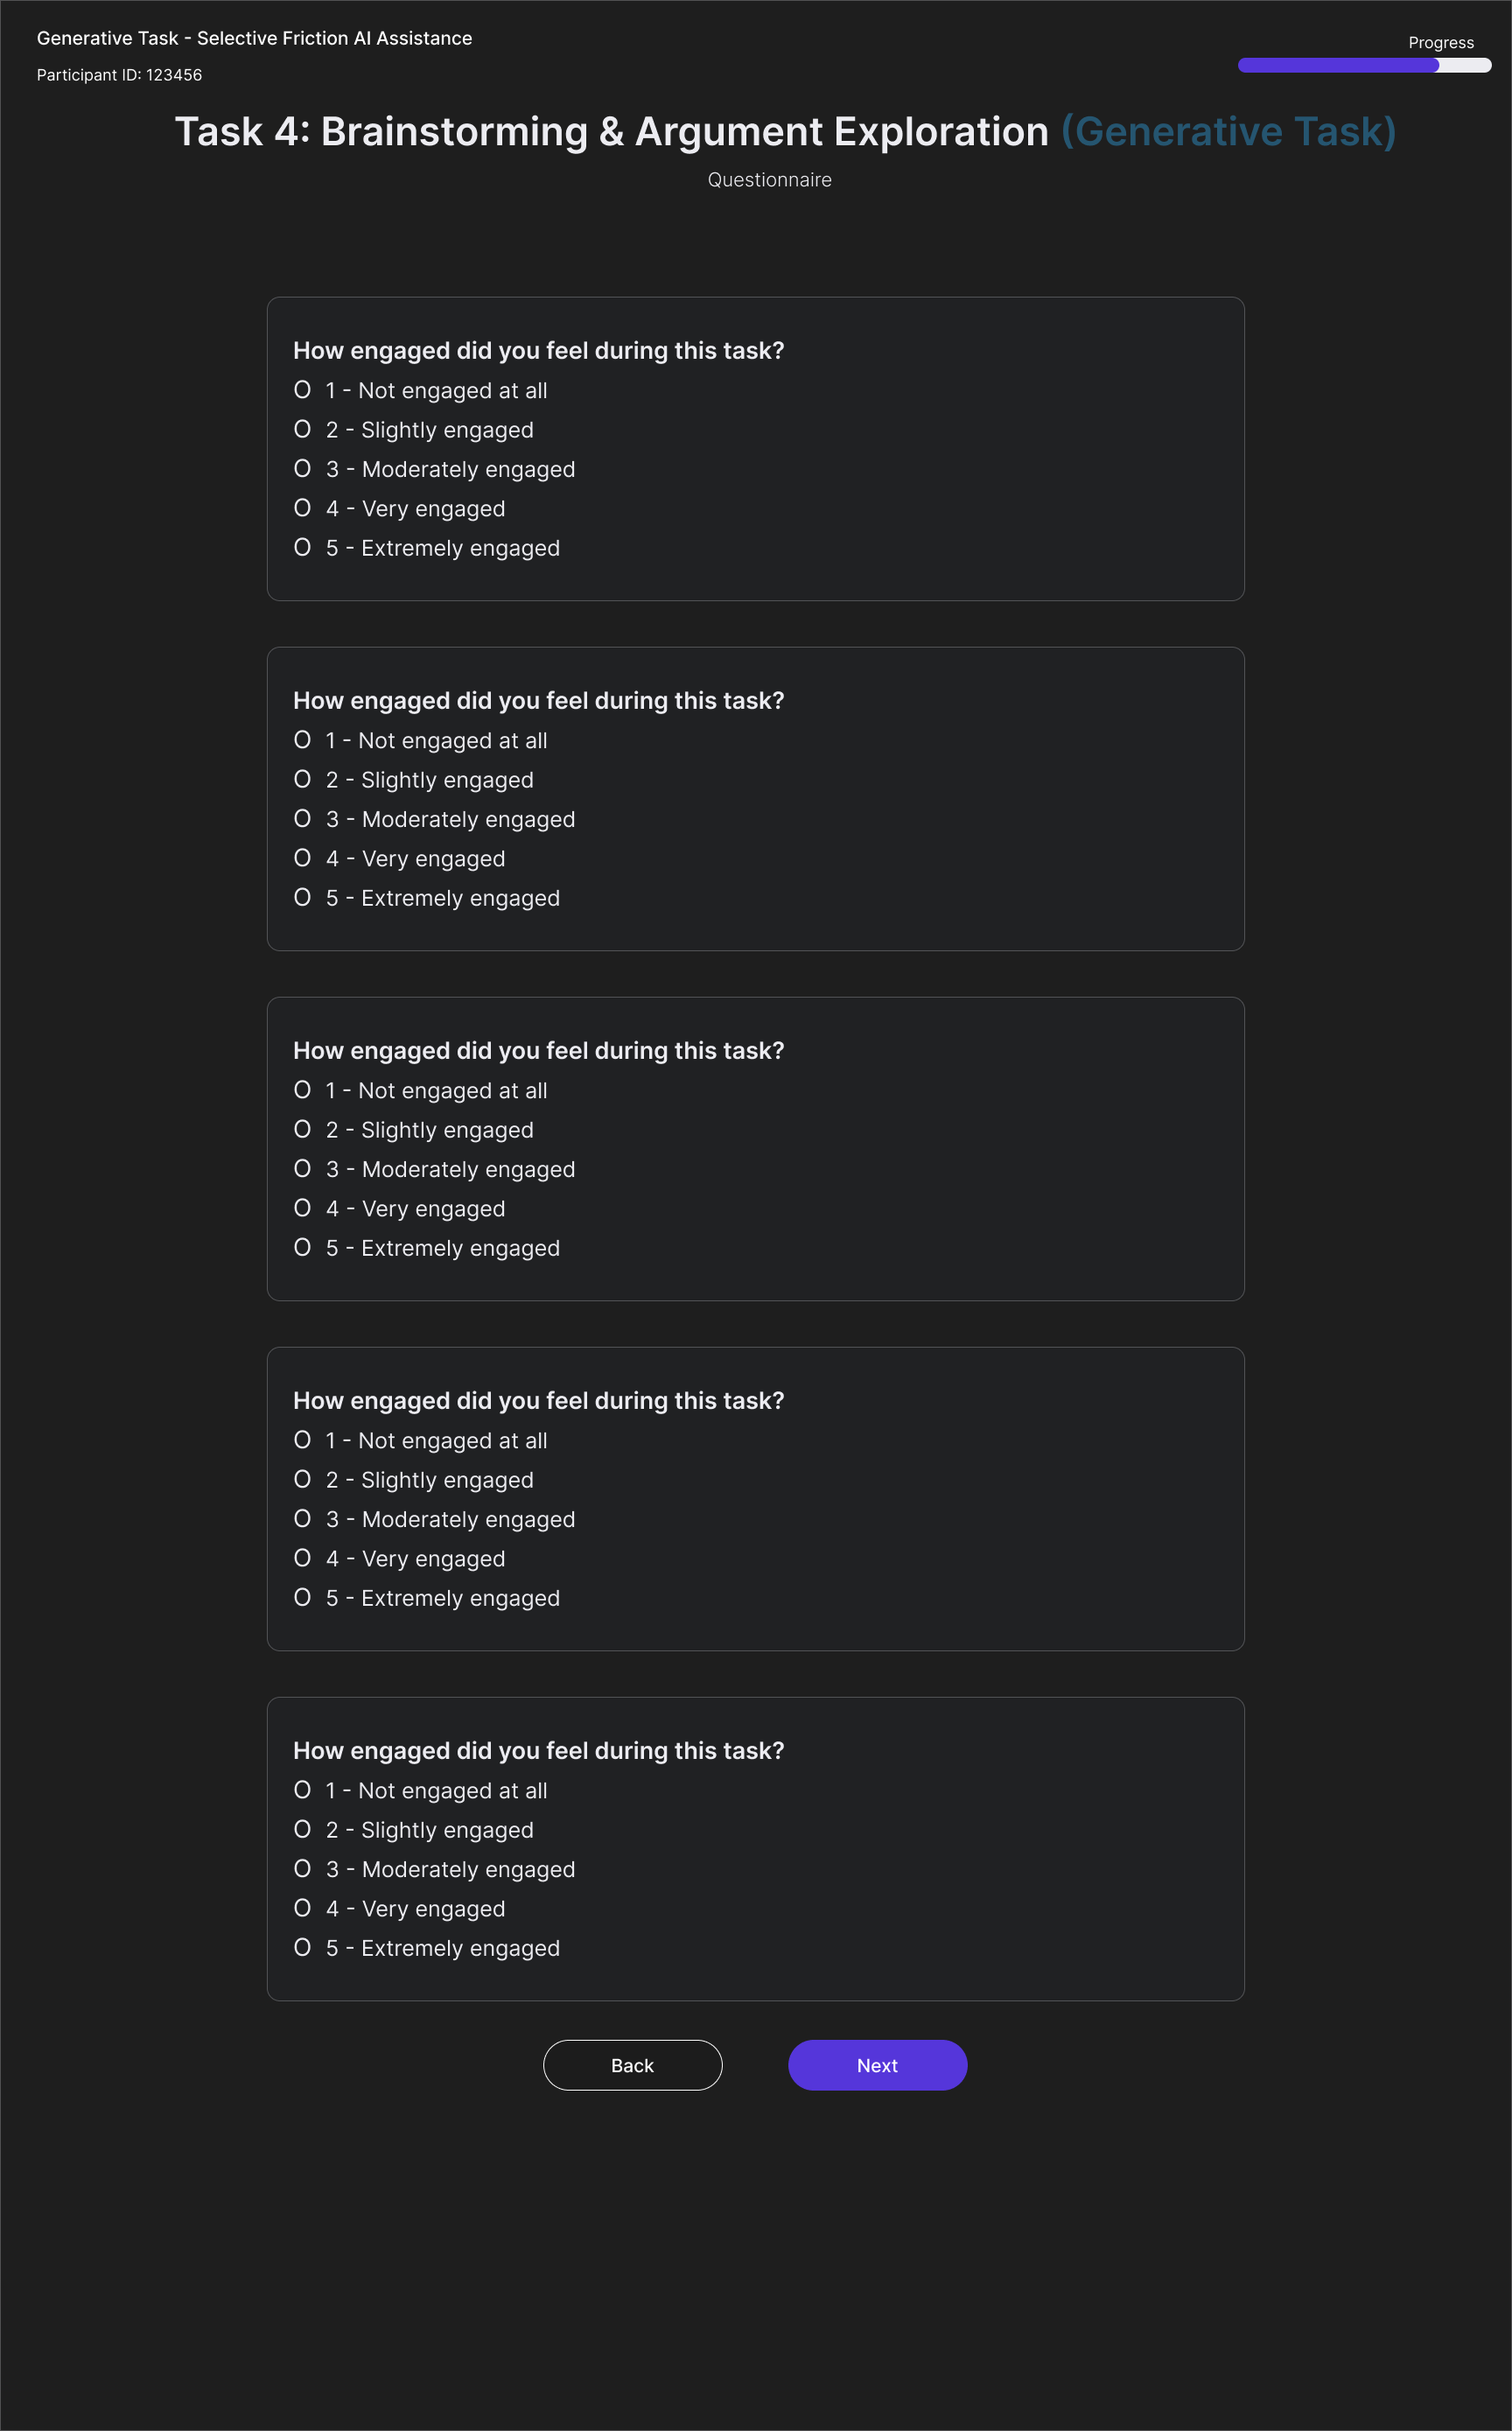 Generative Task - Selective Friction AI Assistance
Progress
Participant ID: 123456
Task 4: Brainstorming & Argument Exploration (Generative Task)
Questionnaire
How engaged did you feel during this task?
O 1 - Not engaged at all
O 2 - Slightly engaged
O 3 - Moderately engaged
O 4 - Very engaged
O 5 - Extremely engaged
How engaged did you feel during this task?
O 1 - Not engaged at all
O 2 - Slightly engaged
O 3 - Moderately engaged
O 4 - Very engaged
O 5 - Extremely engaged
How engaged did you feel during this task?
O 1 - Not engaged at all
O 2 - Slightly engaged
O 3 - Moderately engaged
O 4 - Very engaged
O 5 - Extremely engaged
How engaged did you feel during this task?
O 1 - Not engaged at all
O 2 - Slightly engaged
O 3 - Moderately engaged
O 4 - Very engaged
O 5 - Extremely engaged
How engaged did you feel during this task?
O 1 - Not engaged at all
O 2 - Slightly engaged
O 3 - Moderately engaged
O 4 - Very engaged
O 5 - Extremely engaged
Back Next